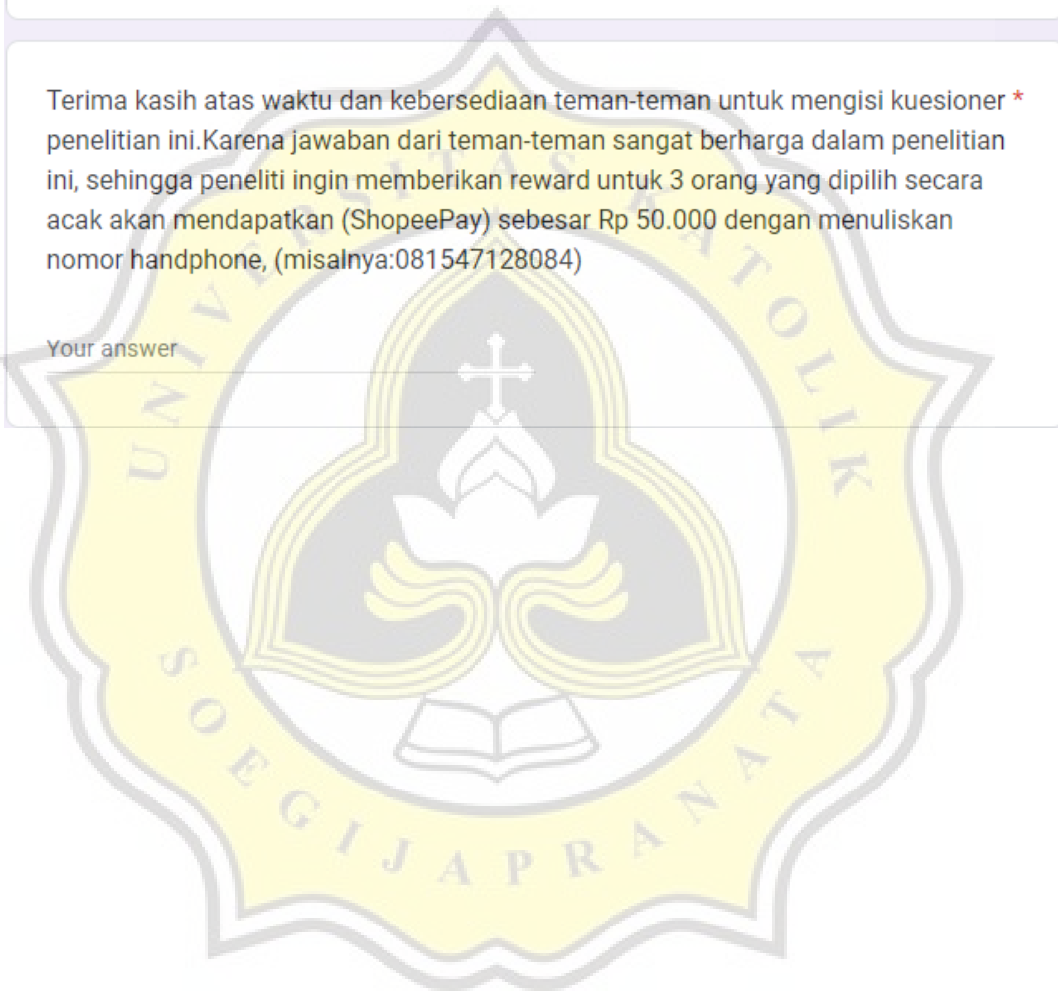 Terima kasih atas waktu dan kebersediaan teman-teman untuk mengisi kuesioner *
penelitian ini.Karena jawaban dari teman-teman sangat berharga dalam penelitian
ini, sehingga peneliti ingin memberikan reward untuk 3 orang yang dipilih secara
acak akan mendapatkan (ShopeePay) sebesar Rp 50.000 dengan menuliskan
nomor handphone, (misalnya:081547128084)
Your answer
UNIVERSITAS KATOLIK
SOEGIJAPRANATA